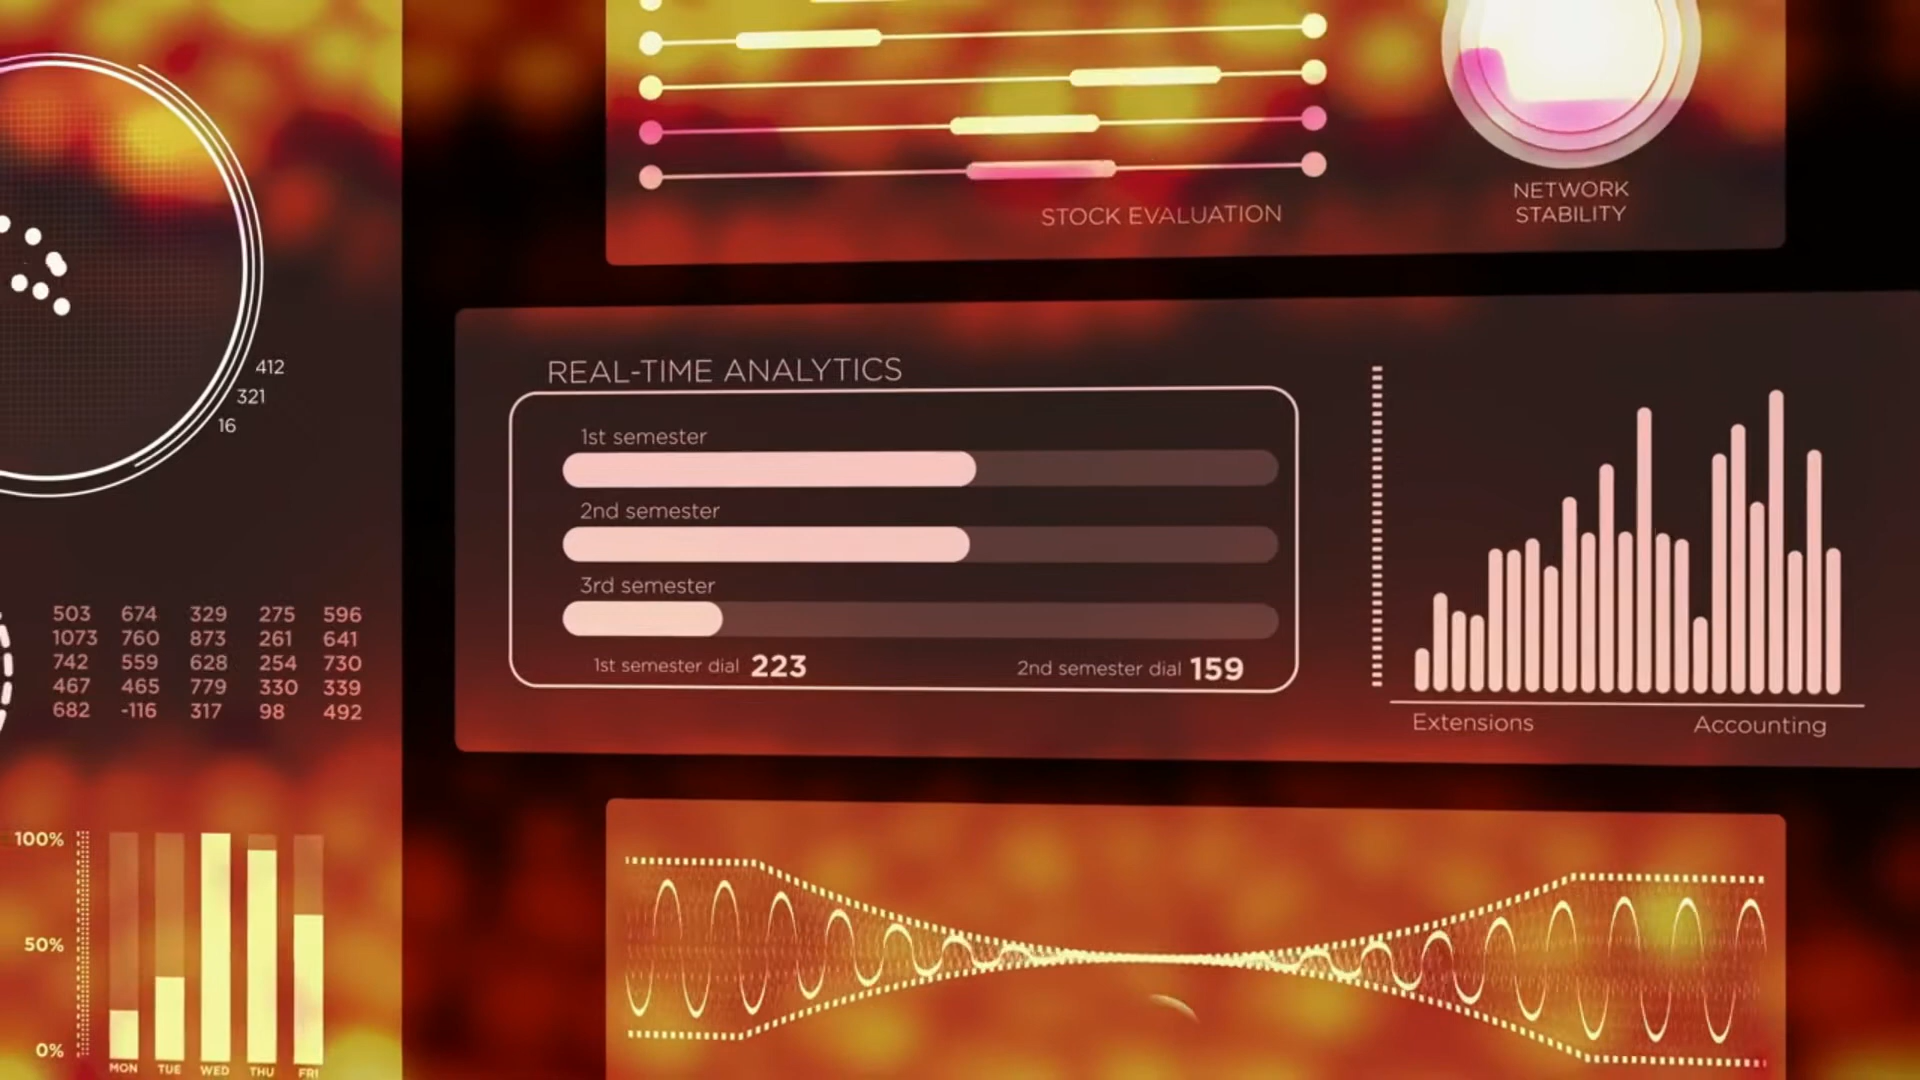 STOCK EVALUATION
NETWORK
STABILITY
412
321
16
REAL-TIME ANALYTICS
1st semester
2nd semester
3rd semester
1st semester dial 223
2nd semester dial 159
Extensions
Accounting
503 674 329 275 596
1073 760 873 261 641
742 559 628 254 730
467 465 779 330 339
682 -116 317 98 492
100%
50%
0%
MON TUE WED THU FRI